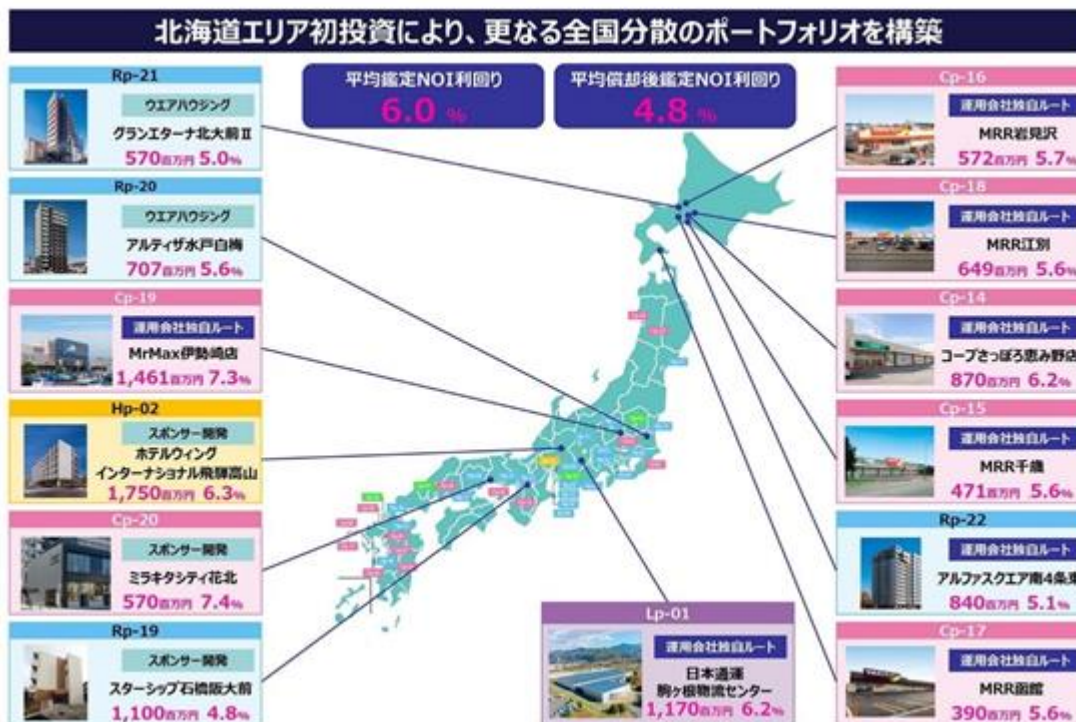 北海道エリア初投資により、更なる全国分散のポートフォリオを構築
平均鑑定NOI利回り
6.0 %
平均償却後鑑定NOI利回り
4.8 %
Rp-21
ウエアハウジング
グランエターナ北大前Ⅱ
570百万円 5.0%
Rp-20
ウエアハウジング
アルティザ水戸白梅
707百万円 5.6%
Cp-19
運用会社独自ルート
MrMax伊勢崎店
1,461百万円 7.3%
Hp-02
スポンサー開発
ホテルウィング
インターナショナル飛騨高山
1,750百万円 6.3%
Cp-20
スポンサー開発
ミラキタシティ花北
570百万円 7.4%
Rp-19
スポンサー開発
スターシップ石橋阪大前
1,100百万円 4.8%
Lp-01
運用会社独自ルート
日本通運
駒ヶ根物流センター
1,170百万円 6.2%
Cp-16
運用会社独自ルート
MRR岩見沢
572百万円 5.7%
Cp-18
運用会社独自ルート
MRR江別
649百万円 5.6%
Cp-14
運用会社独自ルート
コープさっぽろ恵み野店
870百万円 6.2%
Cp-15
運用会社独自ルート
MRR千歳
471百万円 5.6%
Rp-22
運用会社独自ルート
アルファスクエア南4条東
840百万円 5.1%
Cp-17
運用会社独自ルート
MRR函館
390百万円 5.6%